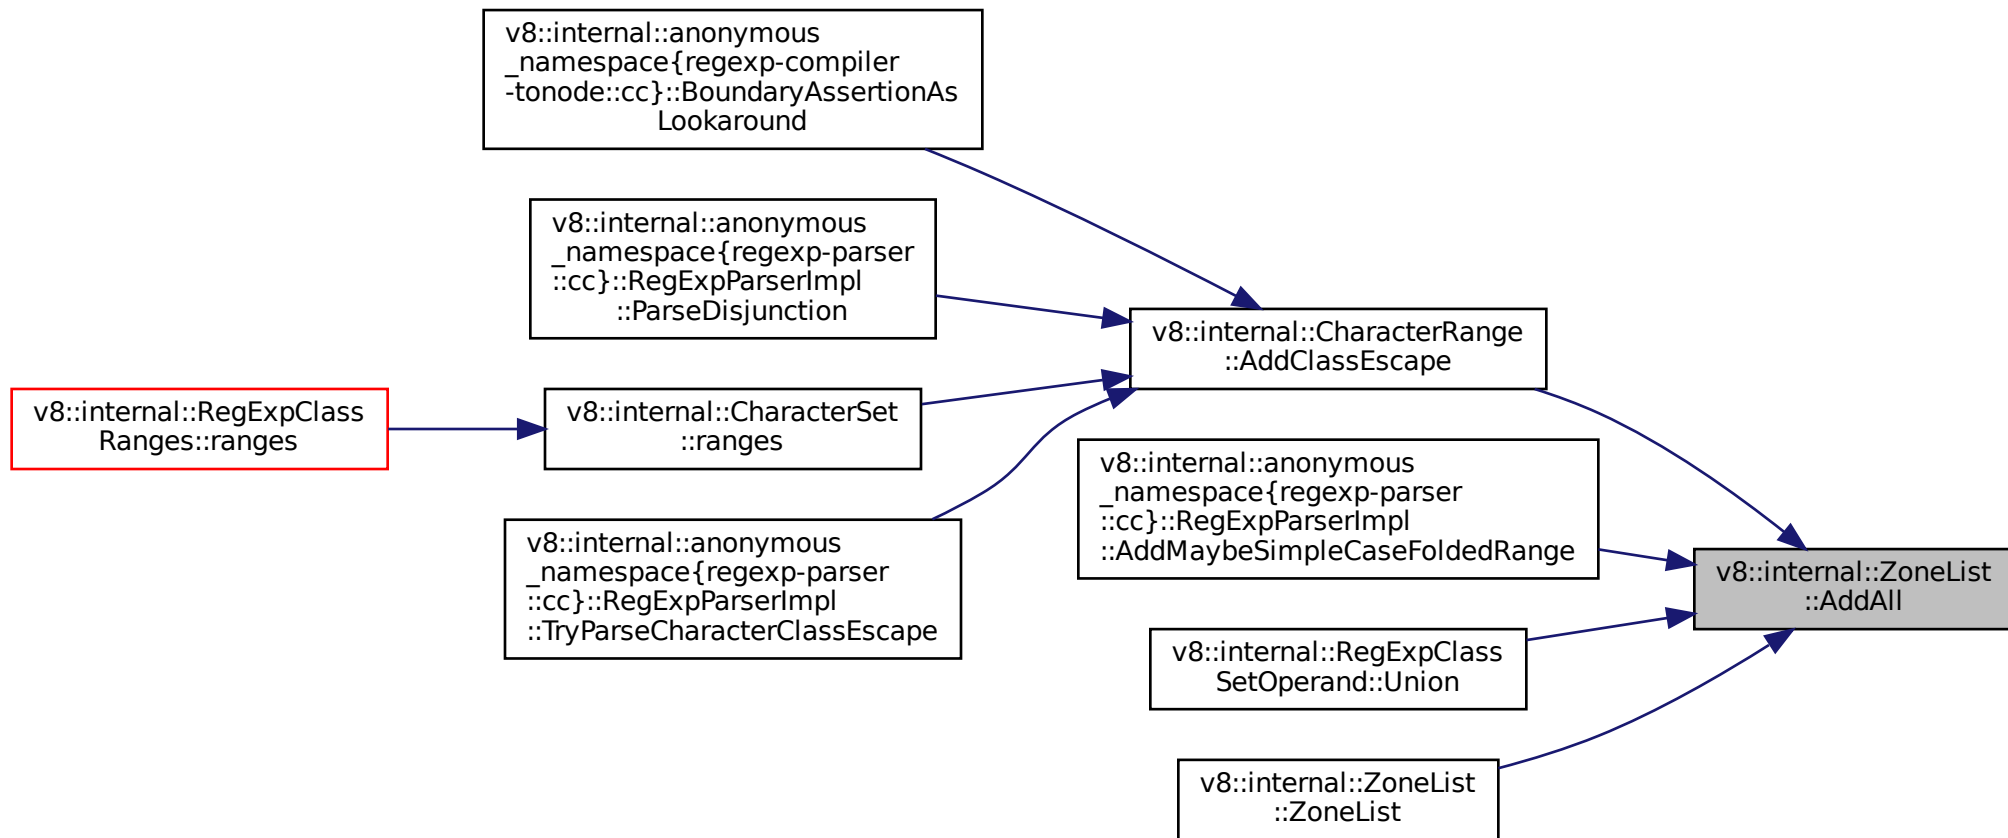 v8::internal::anonymous
_namespace{regexp-compiler
-tonode::cc}::BoundaryAssertionAs
Lookaround
v8::internal::anonymous
_namespace{regexp-parser
::cc}::RegExpParserImpl
::ParseDisjunction
v8::internal::CharacterRange
::AddClassEscape
v8::internal::RegExpClass
Ranges::ranges
v8::internal::CharacterSet
::ranges
v8::internal::anonymous
_namespace{regexp-parser
::cc}::RegExpParserImpl
::AddMaybeSimpleCaseFoldedRange
v8::internal::anonymous
_namespace{regexp-parser
::cc}::RegExpParserImpl
::TryParseCharacterClassEscape
v8::internal::ZoneList
::AddAll
v8::internal::RegExpClass
SetOperand::Union
v8::internal::ZoneList
::ZoneList